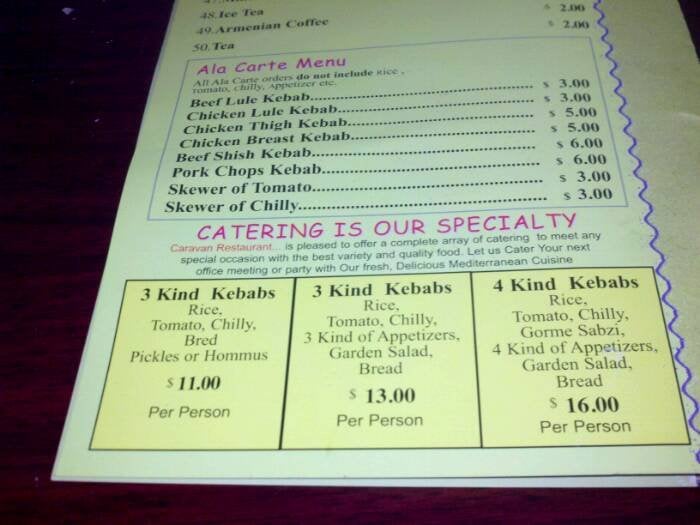 48. Ice Tea $ 2.00
49. Armenian Coffee $ 2.00
50. Tea
Ala Carte Menu
All Ala Carte orders do not include Rice,
Tomato, Chilly, Appetizer etc.
Beef Lule Kebab $ 3.00
Chicken Lule Kebab $ 3.00
Chicken Thigh Kebab $ 5.00
Chicken Breast Kebab $ 5.00
Beef Shish Kebab $ 6.00
Pork Chops Kebab $ 6.00
Skewer of Tomato $ 3.00
Skewer of Chilly $ 3.00
CATERING IS OUR SPECIALTY
Caravan Restaurant... is pleased to offer a complete array of catering to meet any
special occasion with the best variety and quality food. Let us Cater Your next
office meeting or party with Our fresh, Delicious Mediterranean Cuisine
3 Kind Kebabs
Rice,
Tomato, Chilly,
Bred
Pickles or Hommus
$ 11.00
Per Person
3 Kind Kebabs
Rice,
Tomato, Chilly,
3 Kind of Appetizers,
Garden Salad,
Bread
$ 13.00
Per Person
4 Kind Kebabs
Rice,
Tomato, Chilly,
Gorme Sabzi,
4 Kind of Appetizers,
Garden Salad,
Bread
$ 16.00
Per Person